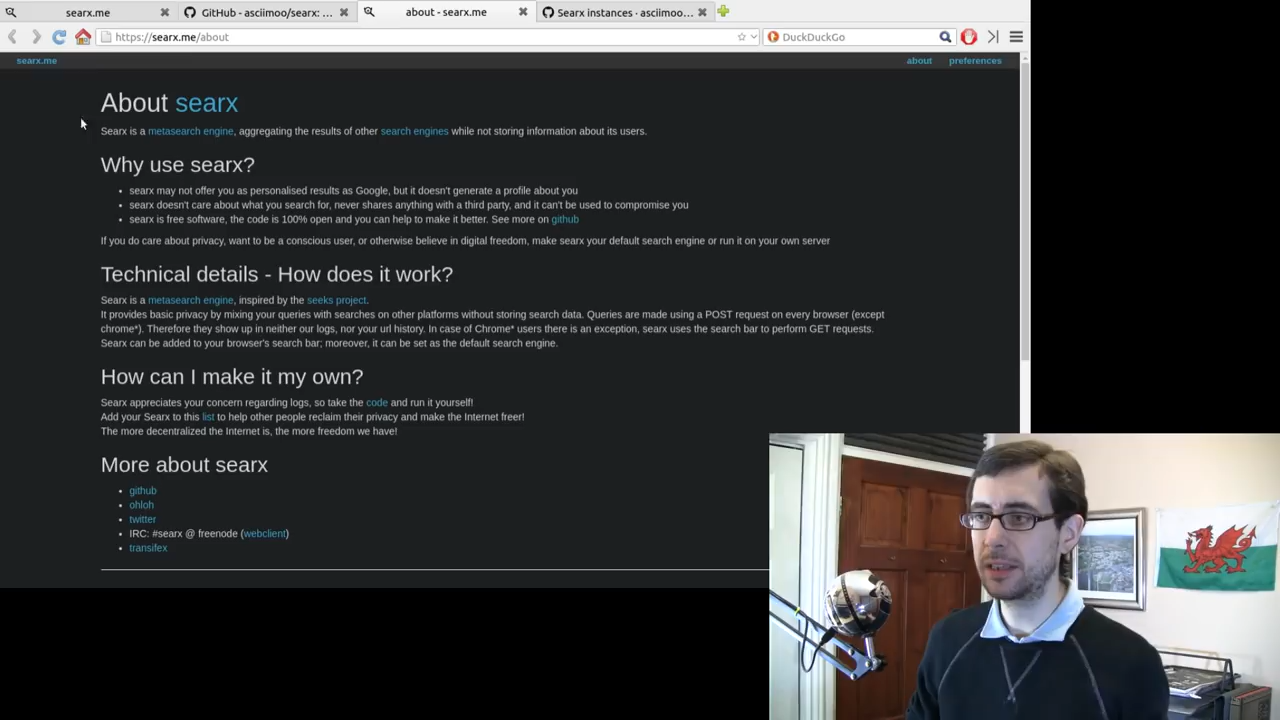 searx.me
GitHub - asciimoo/searx: ...
about - searx.me
Searx instances · asciimoo...
https://searx.me/about
DuckDuckGo
searx.me
about
preferences
About searx
Searx is a metasearch engine, aggregating the results of other search engines while not storing information about its users.
Why use searx?
• searx may not offer you as personalised results as Google, but it doesn't generate a profile about you
• searx doesn't care about what you search for, never shares anything with a third party, and it can't be used to compromise you
• searx is free software, the code is 100% open and you can help to make it better. See more on github
If you do care about privacy, want to be a conscious user, or otherwise believe in digital freedom, make searx your default search engine or run it on your own server
Technical details - How does it work?
Searx is a metasearch engine, inspired by the seeks project.
It provides basic privacy by mixing your queries with searches on other platforms without storing search data. Queries are made using a POST request on every browser (except
chrome*). Therefore they show up in neither our logs, nor your url history. In case of Chrome* users there is an exception, searx uses the search bar to perform GET requests.
Searx can be added to your browser's search bar; moreover, it can be set as the default search engine.
How can I make it my own?
Searx appreciates your concern regarding logs, so take the code and run it yourself!
Add your Searx to this list to help other people reclaim their privacy and make the Internet freer!
The more decentralized the Internet is, the more freedom we have!
More about searx
• github
• ohloh
• twitter
• IRC: #searx @ freenode (webclient)
• transifex